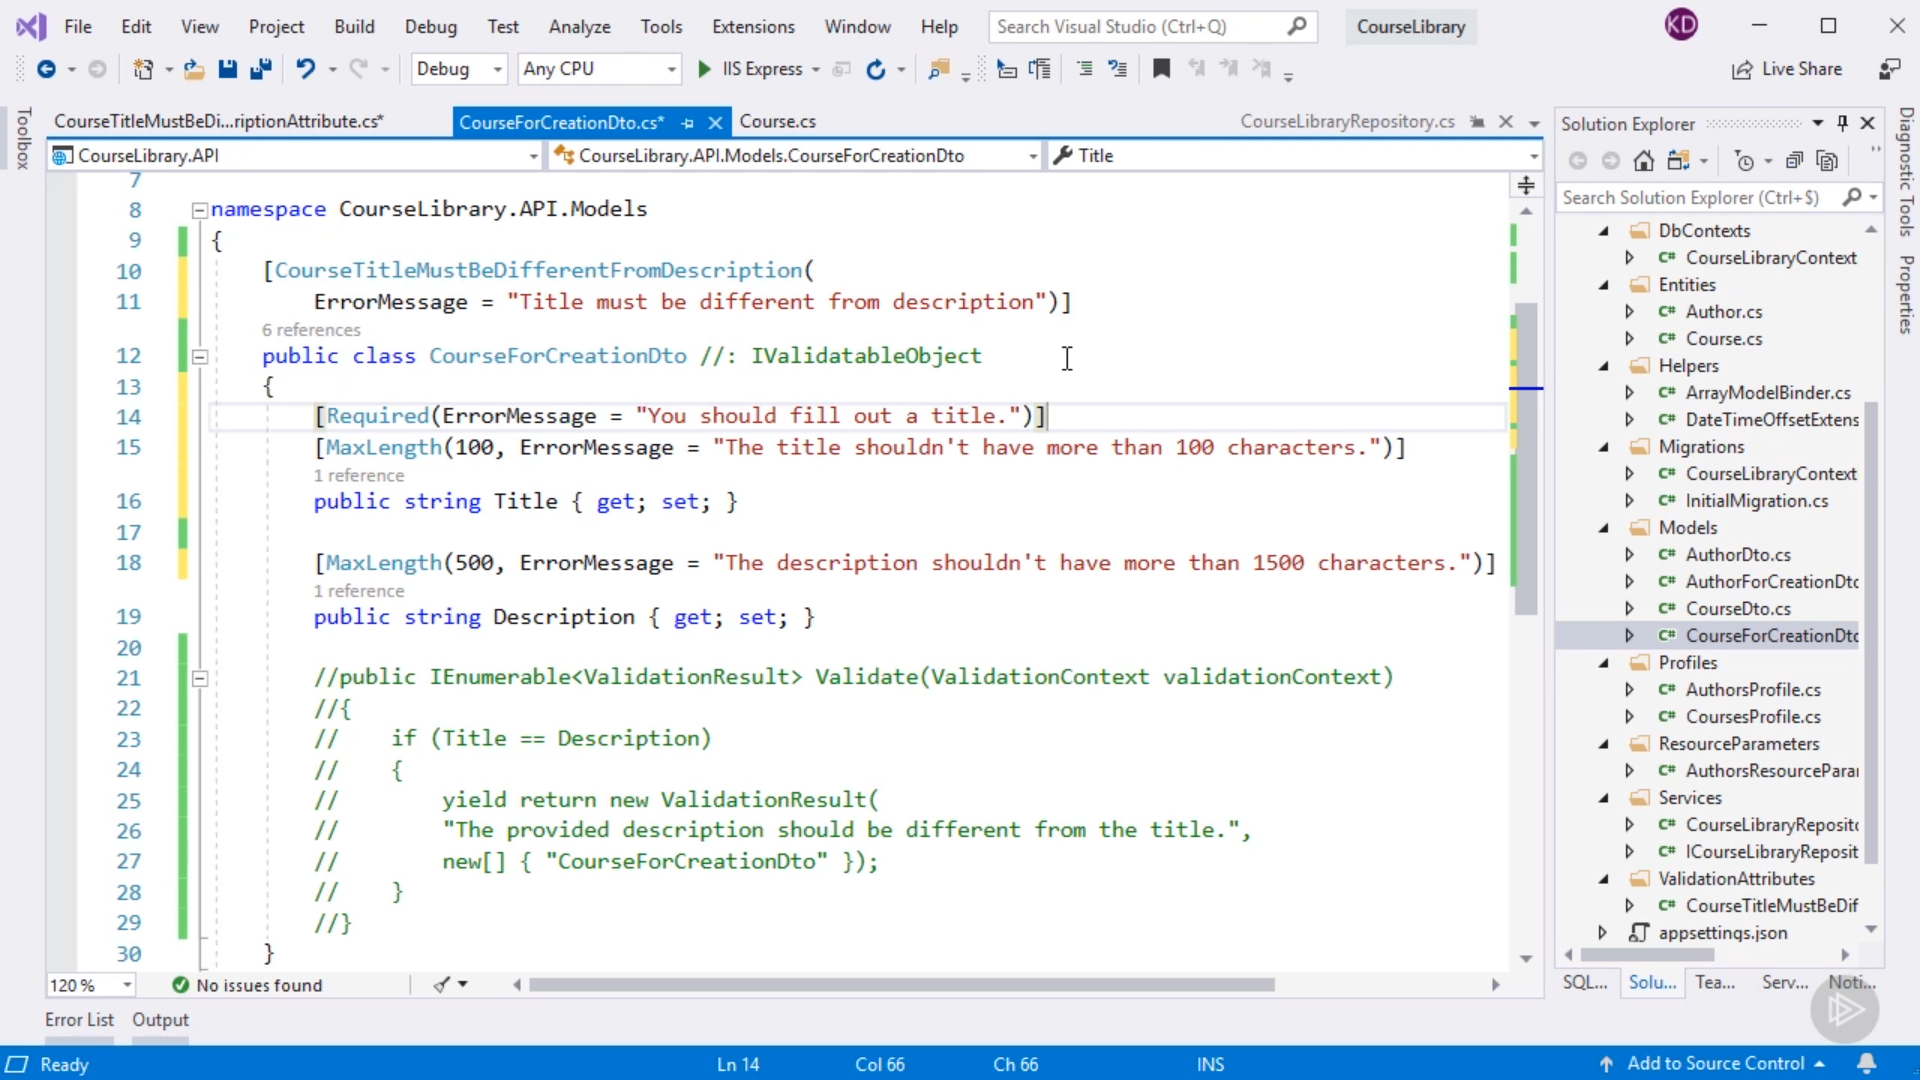 File Edit View Project Build Debug Test Analyze Tools Extensions Window Help Search Visual Studio (Ctrl+Q) CourseLibrary KD
Debug Any CPU IIS Express Live Share
Toolbox
CourseTitleMustBeDi...riptionAttribute.cs* CourseForCreationDto.cs* Course.cs CourseLibraryRepository.cs
CourseLibrary.API CourseLibrary.API.Models.CourseForCreationDto Title
7
8 namespace CourseLibrary.API.Models
9 {
10 [CourseTitleMustBeDifferentFromDescription(
11 ErrorMessage = "Title must be different from description")]
6 references
12 public class CourseForCreationDto //: IValidatableObject
13 {
14 [Required(ErrorMessage = "You should fill out a title.")]
15 [MaxLength(100, ErrorMessage = "The title shouldn't have more than 100 characters.")]
1 reference
16 public string Title { get; set; }
17
18 [MaxLength(500, ErrorMessage = "The description shouldn't have more than 1500 characters.")]
1 reference
19 public string Description { get; set; }
20
21 //public IEnumerable<ValidationResult> Validate(ValidationContext validationContext)
22 //{
23 // if (Title == Description)
24 // {
25 // yield return new ValidationResult(
26 // "The provided description should be different from the title.",
27 // new[] { "CourseForCreationDto" });
28 // }
29 //}
30 }
120 % No issues found
Solution Explorer
Search Solution Explorer (Ctrl+$)
DbContexts
C# CourseLibraryContext
Entities
C# Author.cs
C# Course.cs
Helpers
C# ArrayModelBinder.cs
C# DateTimeOffsetExtens
Migrations
C# CourseLibraryContext
C# InitialMigration.cs
Models
C# AuthorDto.cs
C# AuthorForCreationDto
C# CourseDto.cs
C# CourseForCreationDto
Profiles
C# AuthorsProfile.cs
C# CoursesProfile.cs
ResourceParameters
C# AuthorsResourceParar
Services
C# CourseLibraryReposito
C# ICourseLibraryReposit
ValidationAttributes
C# CourseTitleMustBeDif
appsettings.json
SQL... Solu... Tea... Serv... Noti...
Diagnostic Tools
Properties
Error List Output
Ready Ln 14 Col 66 Ch 66 INS Add to Source Control